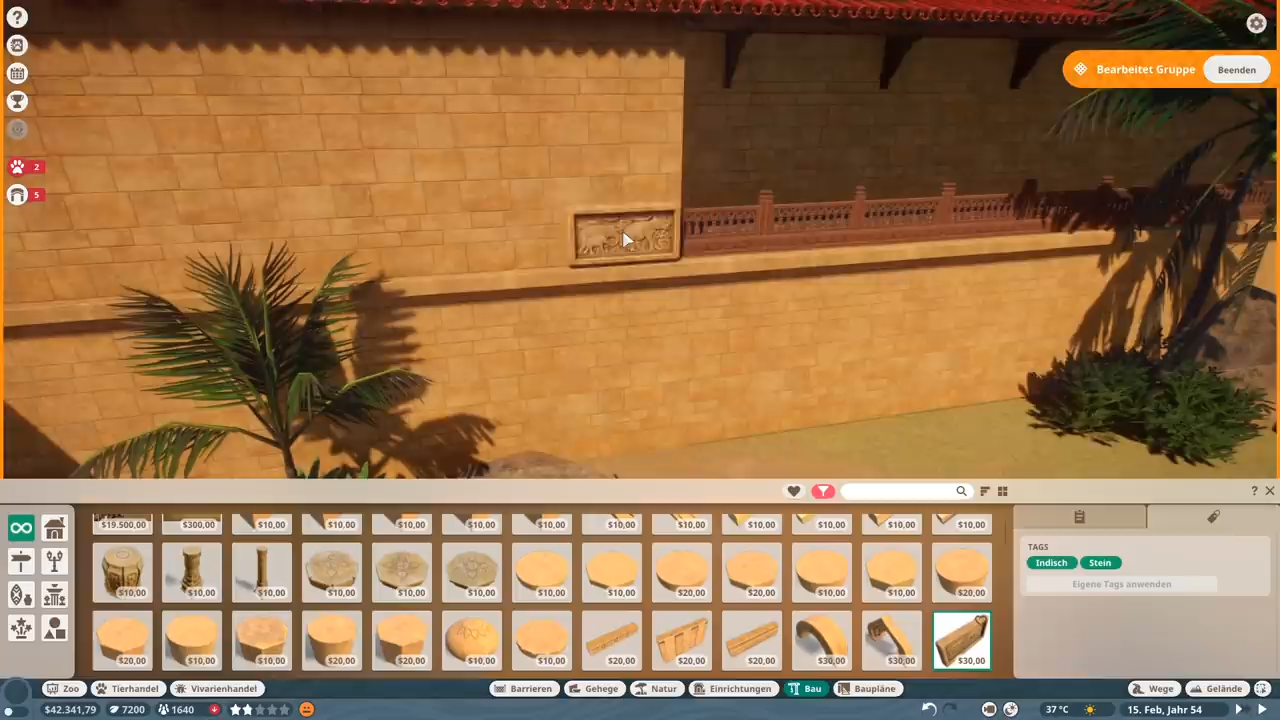 ?
Bearbeitet Gruppe
Beenden
2
5
?
$19.500,00 $300,00 $10,00 $10,00 $10,00 $10,00 $10,00 $10,00 $10,00 $10,00 $10,00 $10,00 $10,00
$10,00 $10,00 $10,00 $10,00 $10,00 $10,00 $10,00 $10,00 $20,00 $20,00 $10,00 $10,00 $20,00
$20,00 $10,00 $10,00 $20,00 $20,00 $10,00 $10,00 $20,00 $20,00 $20,00 $30,00 $30,00 $30,00
TAGS
Indisch Stein
Eigene Tags anwenden
Zoo Tierhandel Vivarienhandel Barrieren Gehege Natur Einrichtungen Bau Baupläne Wege Gelände
$42.341,79 7200 1640 37 °C 15. Feb, Jahr 54